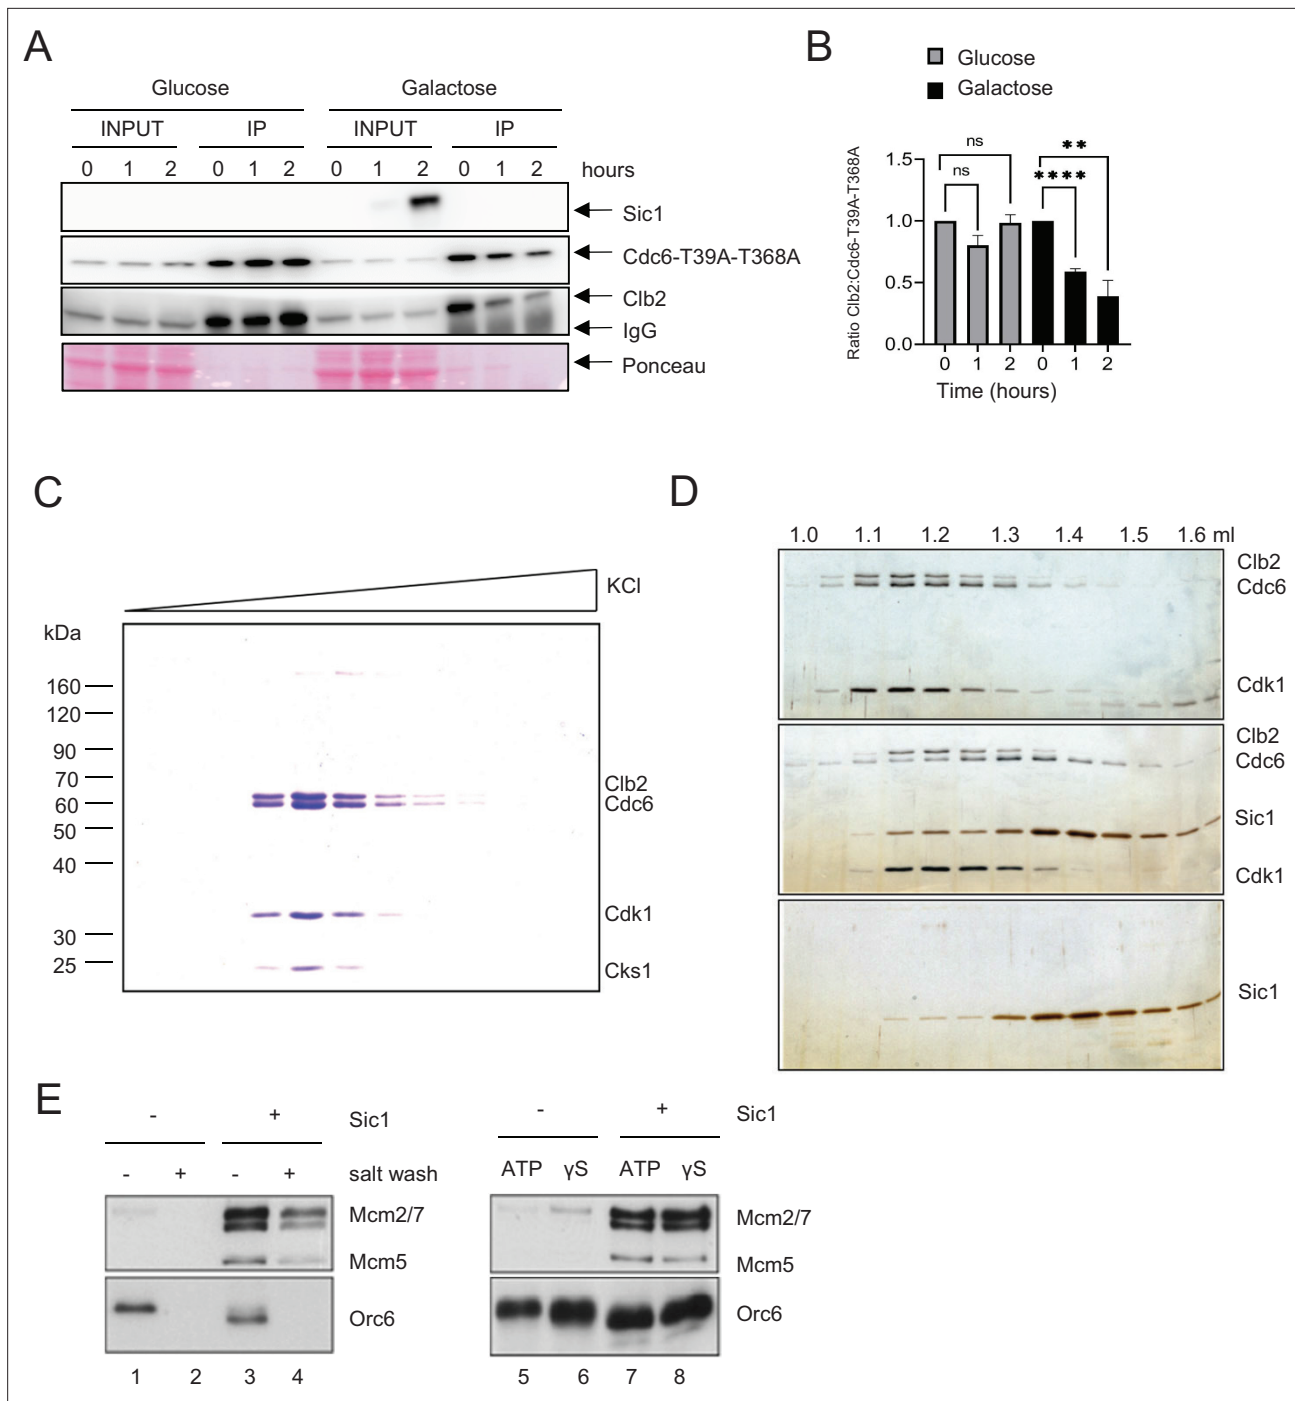 A
Glucose Galactose
INPUT IP INPUT IP
0 1 2 0 1 2 0 1 2 0 1 2 hours
Sic1
Cdc6-T39A-T368A
Clb2
IgG
Ponceau
B
Glucose
Galactose
Ratio Clb2:Cdc6-T39A-T368A
1.5
1.0
0.5
0.0
ns
ns
**
****
0 1 2 0 1 2
Time (hours)
C
KCl
kDa
160
120
90
70
60
50
40
30
25
Clb2
Cdc6
Cdk1
Cks1
D
1.0 1.1 1.2 1.3 1.4 1.5 1.6 ml
Clb2
Cdc6
Cdk1
Clb2
Cdc6
Sic1
Cdk1
Sic1
E
- + Sic1
- + - + salt wash
Mcm2/7
Mcm5
Orc6
1 2 3 4
- + Sic1
ATP γS ATP γS
Mcm2/7
Mcm5
Orc6
5 6 7 8